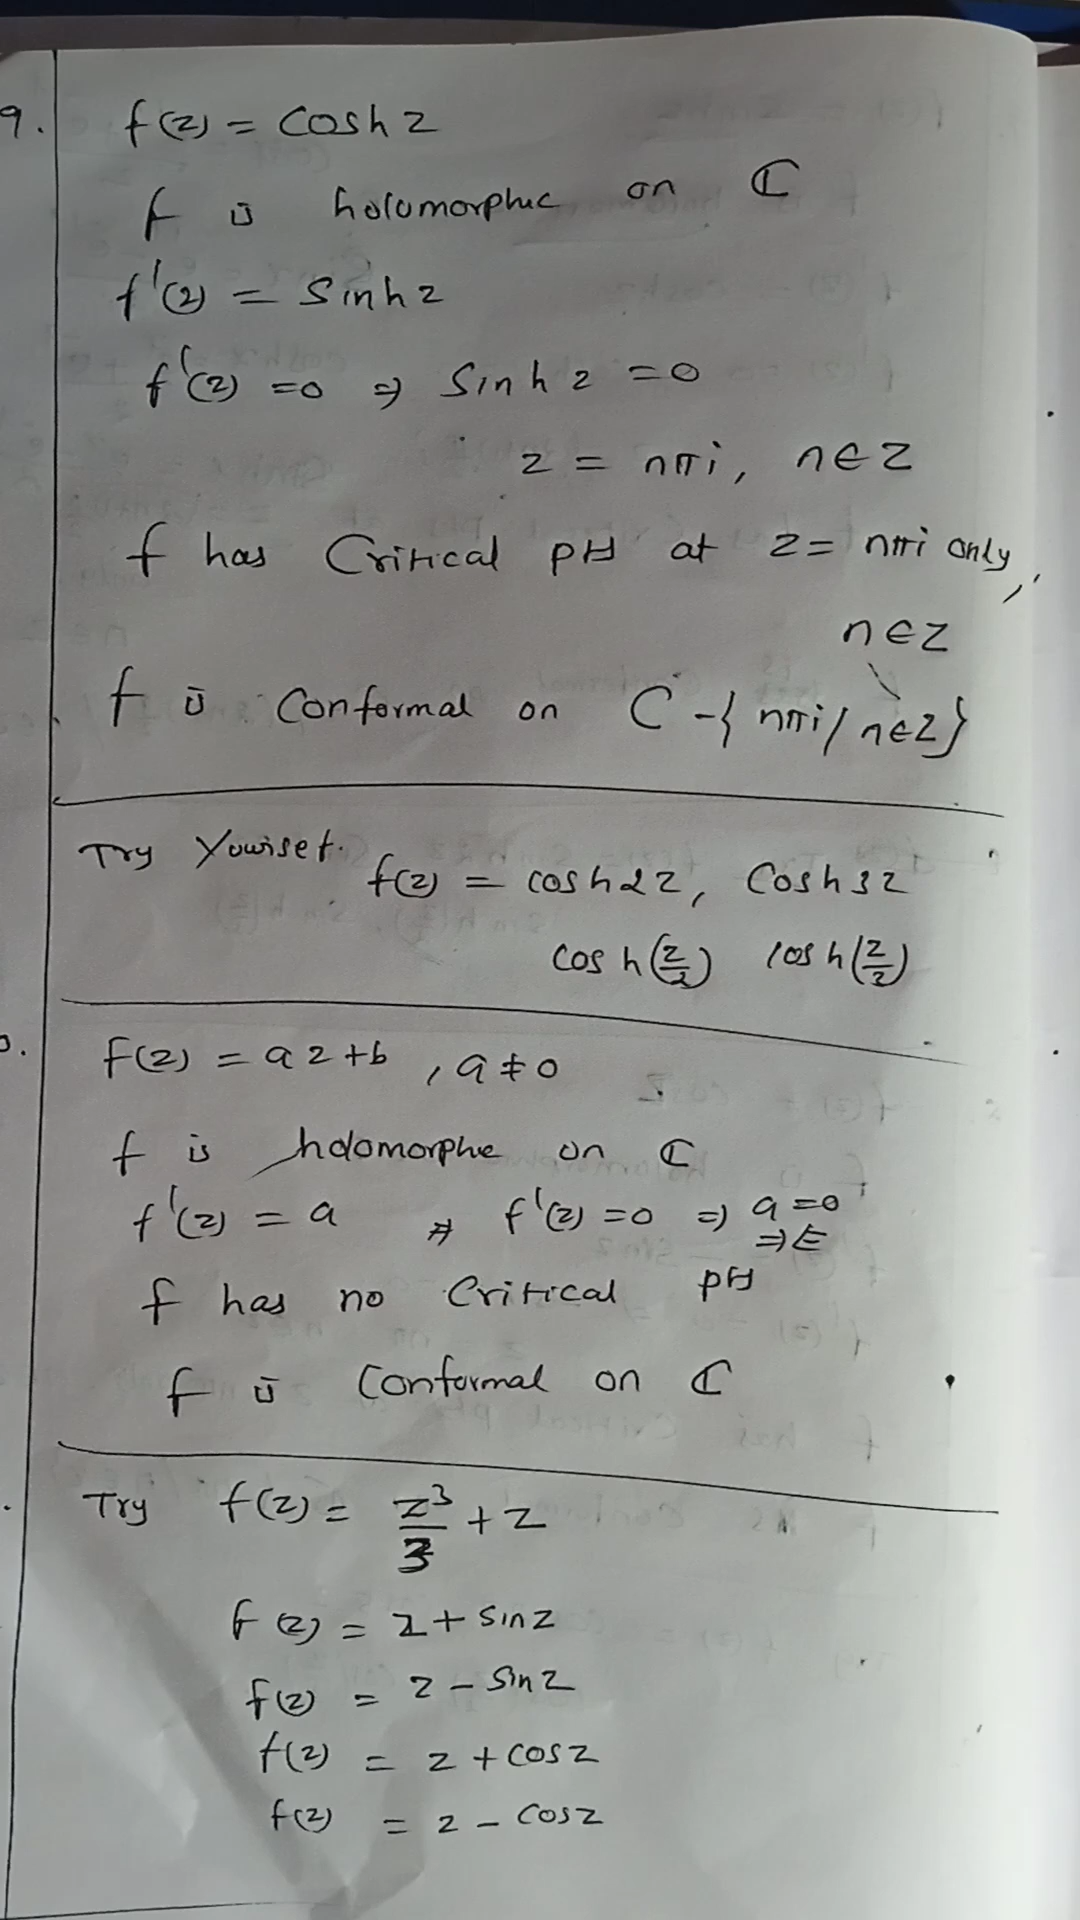 9. f(z) = cosh z
f is holomorphic on ℂ
f'(z) = sinh z
f'(z) = 0 ⇒ sinh z = 0
z = nπi, n∈Z
f has Critical pts at z = nπi only,
n∈Z
f is Conformal on ℂ - { nπi / n∈Z}
Try Yourself. f(z) = cosh 2z, Cosh 3z
cosh(z/2) cosh(z/3)
f(z) = az+b, a≠0
f is holomorphic on ℂ
f'(z) = a f'(z) = 0 ⇒ a=0
⇒⇐
f has no Critical pts
f is Conformal on ℂ
Try f(z) = z³/3 + z
f(z) = z + sin z
f(z) = z - sin z
f(z) = z + cos z
f(z) = z - cos z